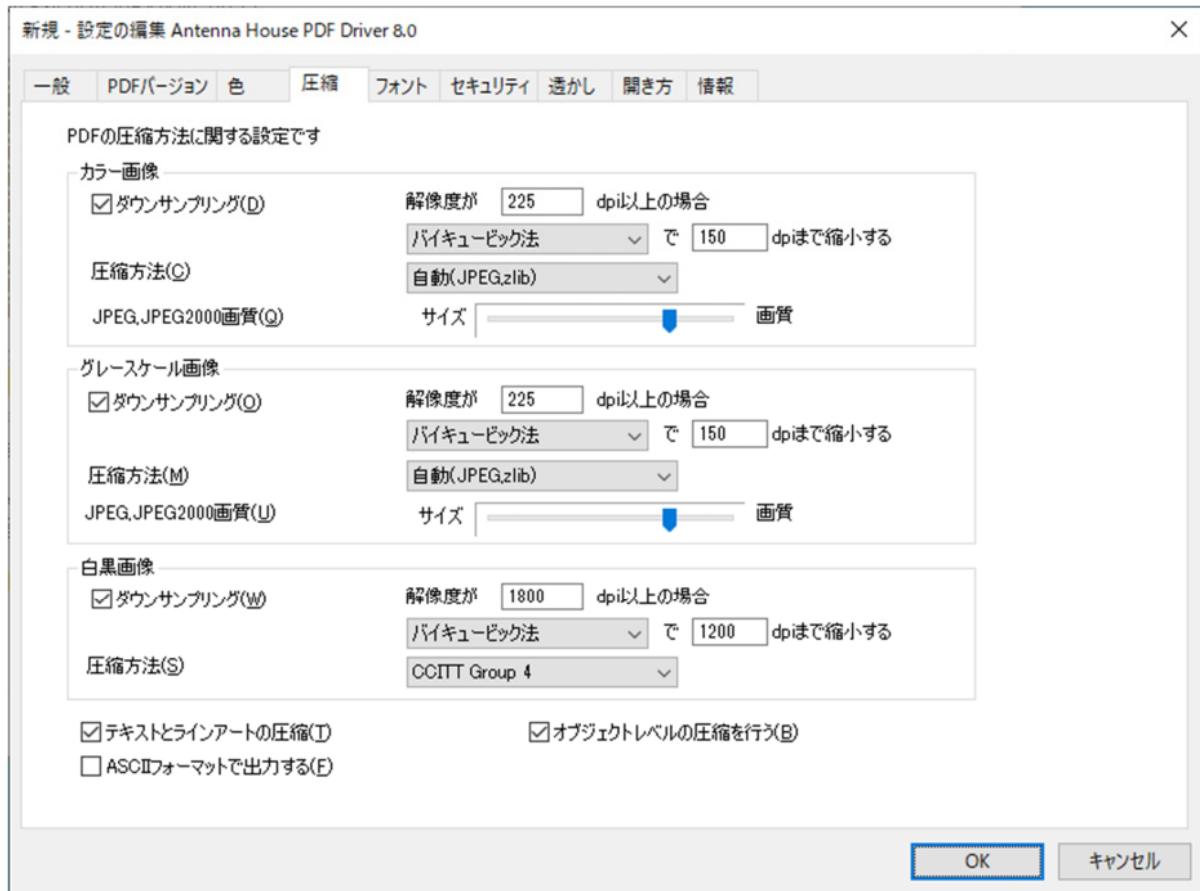 新規 - 設定の編集 Antenna House PDF Driver 8.0
一般 PDFバージョン 色 圧縮 フォント セキュリティ 透かし 開き方 情報
PDFの圧縮方法に関する設定です
カラー画像
ダウンサンプリング(D) 解像度が 225 dpi以上の場合
バイキュービック法 で 150 dpiまで縮小する
圧縮方法(C) 自動(JPEG,zlib)
JPEG,JPEG2000画質(Q) サイズ 画質
グレースケール画像
ダウンサンプリング(O) 解像度が 225 dpi以上の場合
バイキュービック法 で 150 dpiまで縮小する
圧縮方法(M) 自動(JPEG,zlib)
JPEG,JPEG2000画質(U) サイズ 画質
白黒画像
ダウンサンプリング(W) 解像度が 1800 dpi以上の場合
バイキュービック法 で 1200 dpiまで縮小する
圧縮方法(S) CCITT Group 4
テキストとラインアートの圧縮(T) オブジェクトレベルの圧縮を行う(B)
ASCIIフォーマットで出力する(F)
OK キャンセル